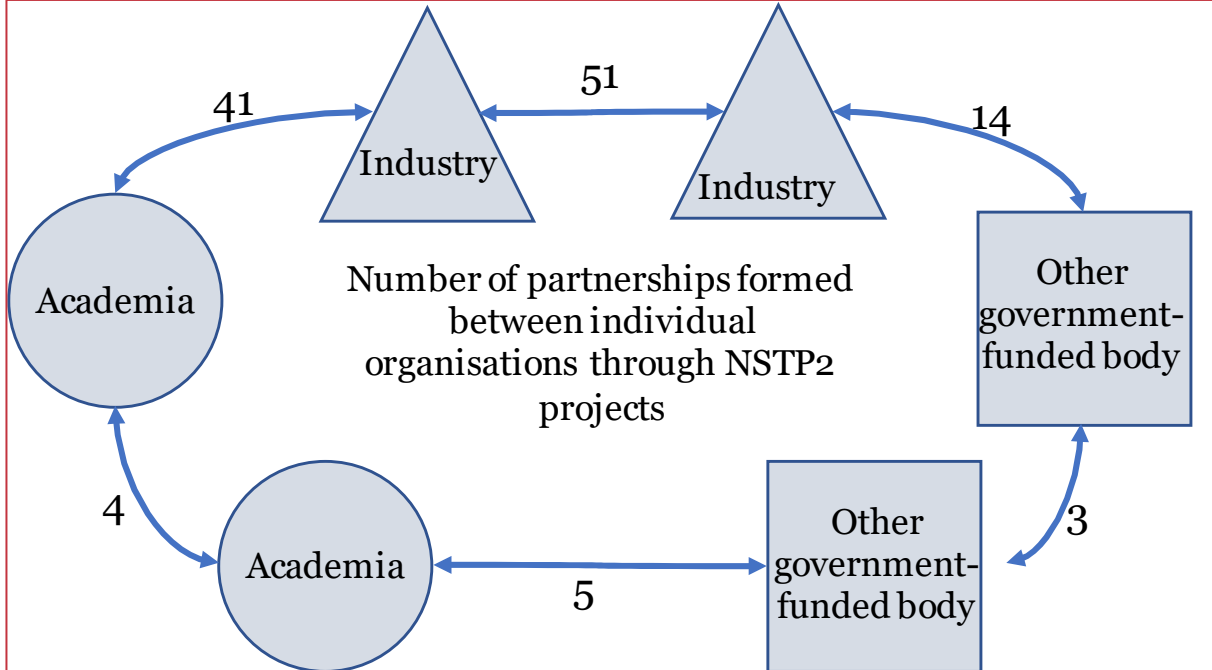 41
51
14
Industry
Industry
Academia
Number of partnerships formed
between individual
organisations through NSTP2
projects
Other
government-
funded body
4
Academia
5
Other
government-
funded body
3